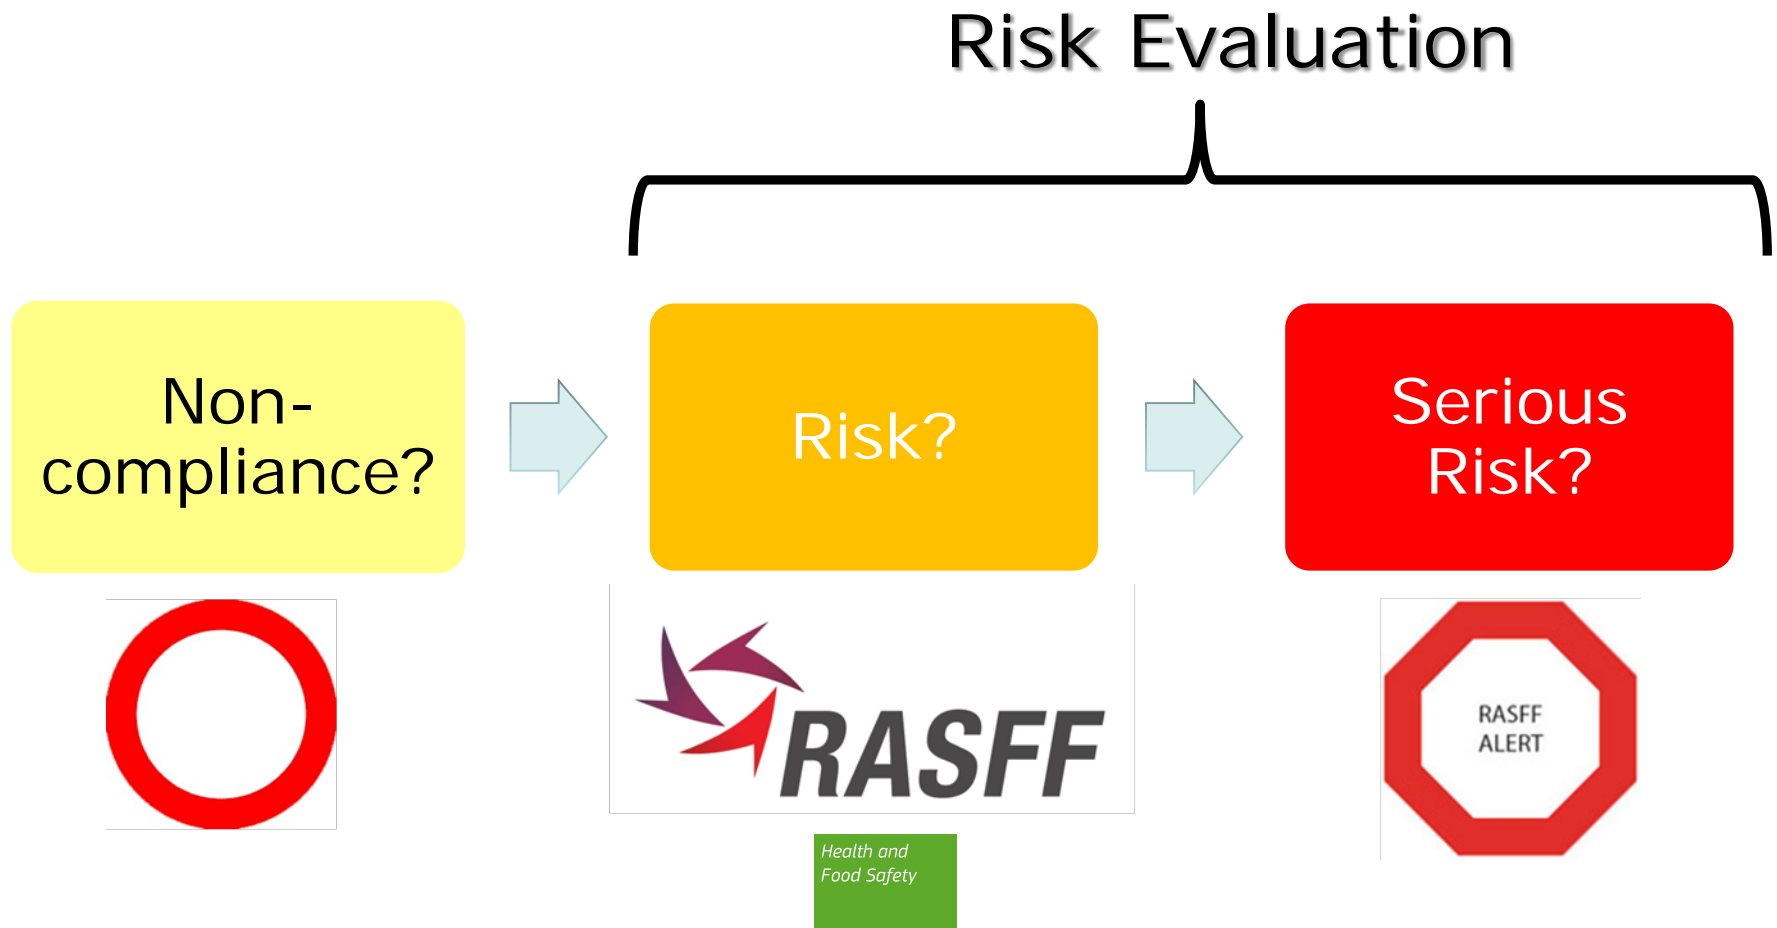 Risk Evaluation
Non-
compliance?
Risk?
Serious
Risk?
RASFF
RASFF
ALERT
Health and
Food Safety